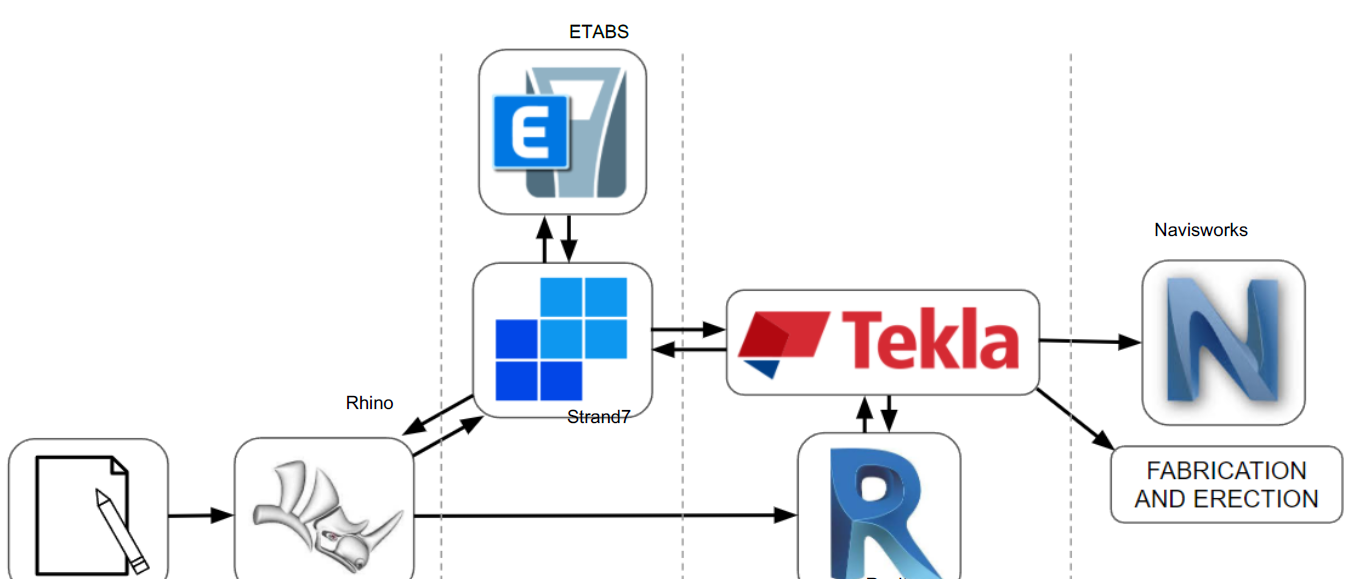 ETABS
E
Navisworks
Tekla
Rhino
Strand7
FABRICATION
AND ERECTION